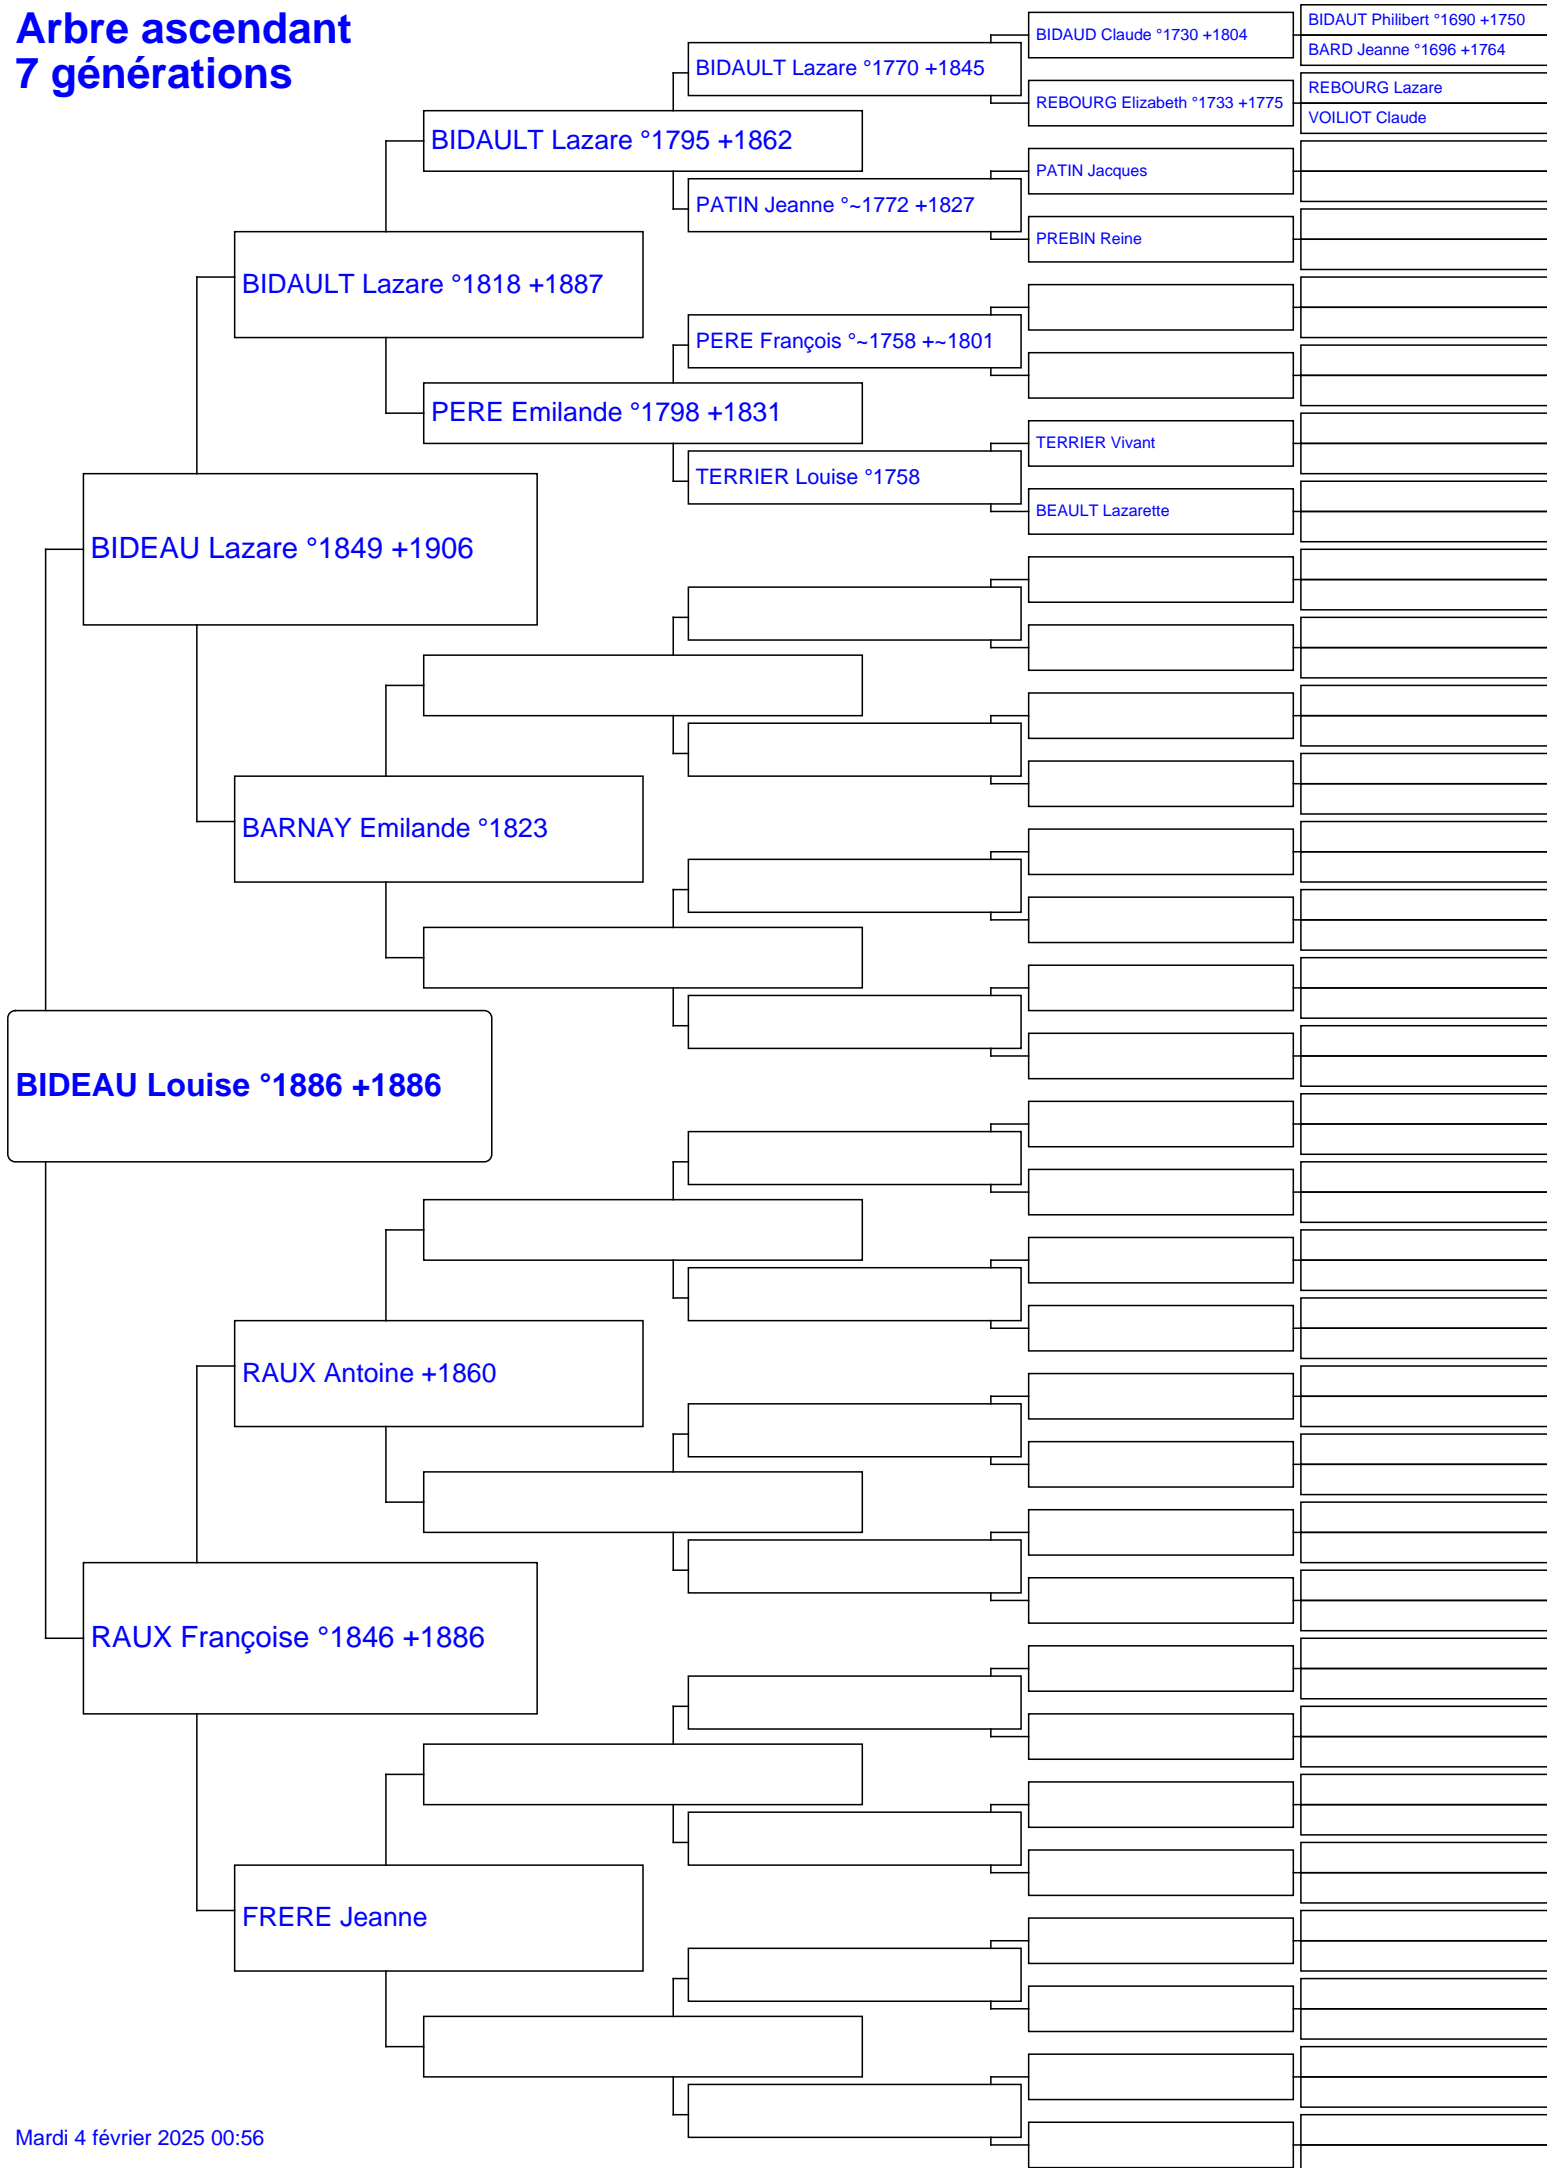 Arbre ascendant
7 générations
BIDAUT Philibert °1690 +1750
BIDAUD Claude °1730 +1804
BARD Jeanne °1696 +1764
BIDAULT Lazare °1770 +1845
REBOURG Lazare
REBOURG Elizabeth °1733 +1775
VOILIOT Claude
BIDAULT Lazare °1795 +1862
PATIN Jacques
PATIN Jeanne °~1772 +1827
PREBIN Reine
BIDAULT Lazare °1818 +1887
PERE François °~1758 +~1801
PERE Emilande °1798 +1831
TERRIER Vivant
TERRIER Louise °1758
BEAULT Lazarette
BIDEAU Lazare °1849 +1906
BARNAY Emilande °1823
BIDEAU Louise °1886 +1886
RAUX Antoine +1860
RAUX Françoise °1846 +1886
FRERE Jeanne
Mardi 4 février 2025 00:56